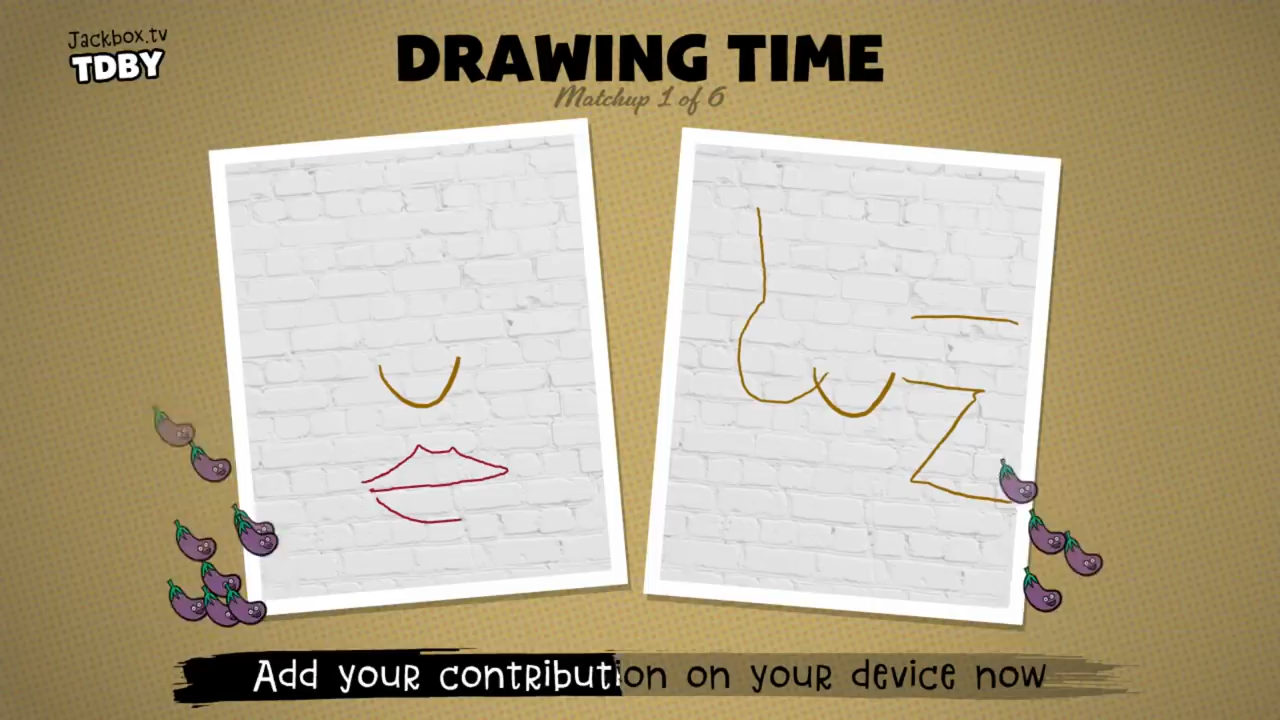 Jackbox.tv
TDBY
DRAWING TIME
Matchup 1 of 6
Add your contribution on your device now